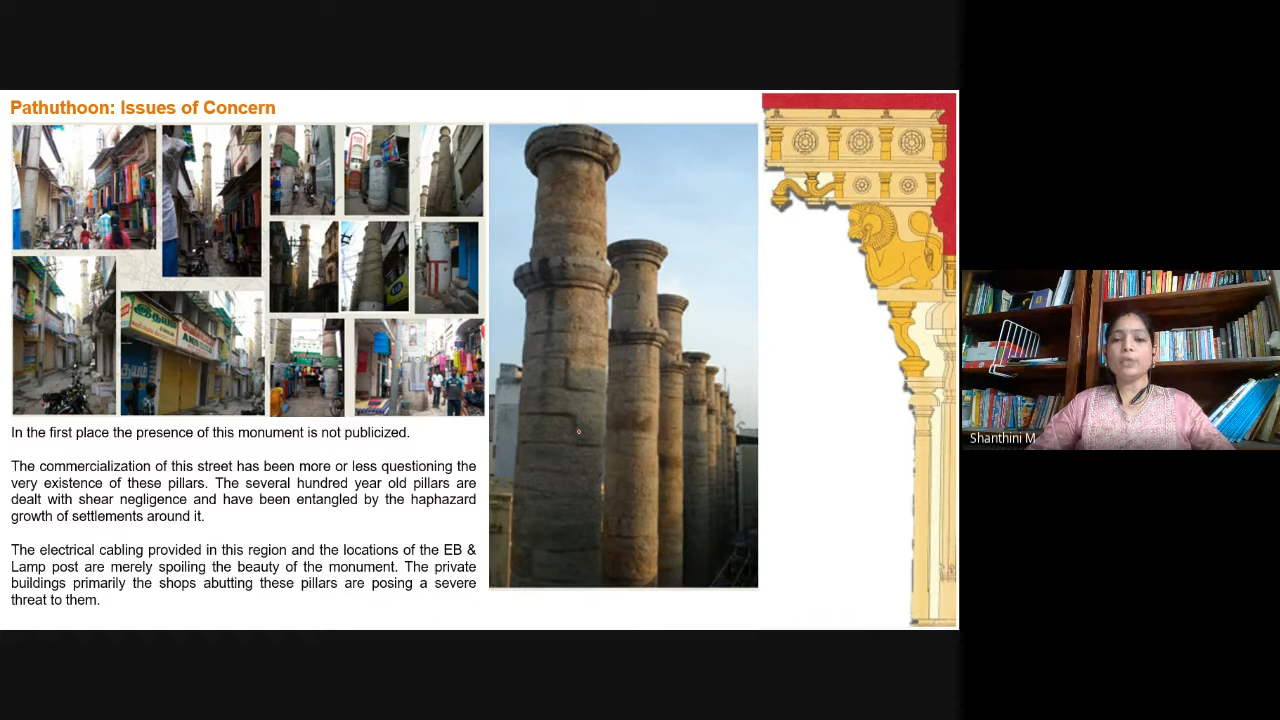 Pathuthoon: Issues of Concern
In the first place the presence of this monument is not publicized.
The commercialization of this street has been more or less questioning the
very existence of these pillars. The several hundred year old pillars are
dealt with shear negligence and have been entangled by the haphazard
growth of settlements around it.
The electrical cabling provided in this region and the locations of the EB &
Lamp post are merely spoiling the beauty of the monument. The private
buildings primarily the shops abutting these pillars are posing a severe
threat to them.
Shanthini M